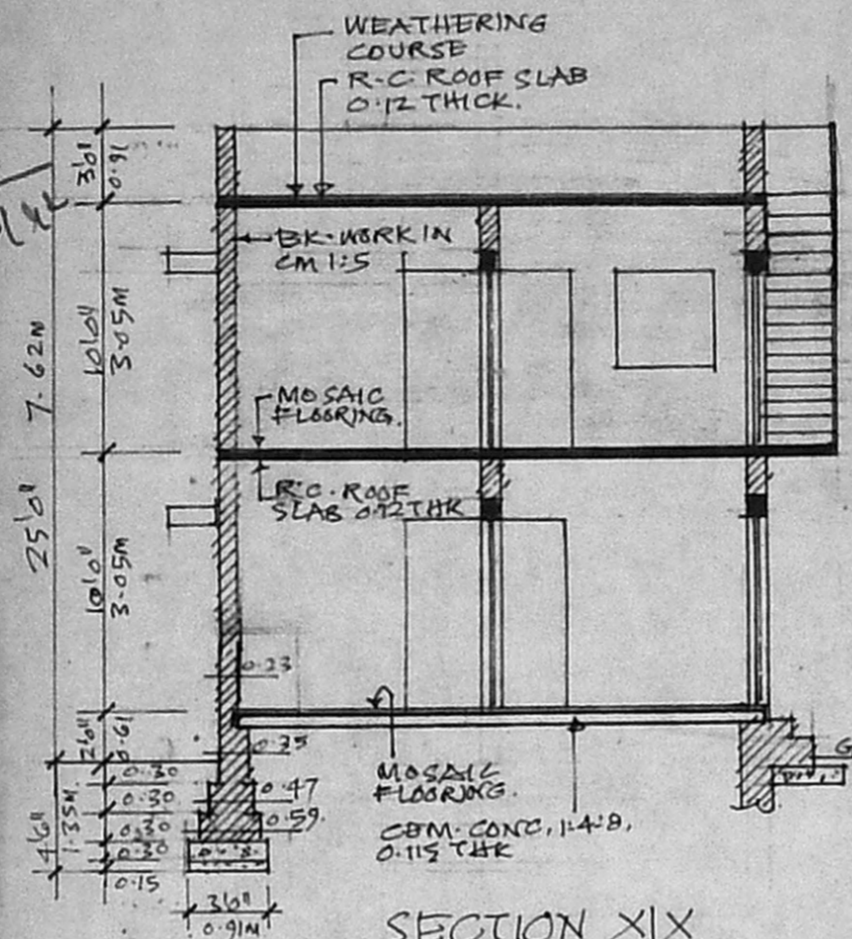 WEATHERING
COURSE
R.C. ROOF SLAB
0.12 THICK.
3'0"
0.91
BK.WORK IN
CM 1:5
10'0"
3.05M
25'0" 7.62M
MOSAIC
FLOORING.
R.C. ROOF
SLAB 0.12 THK
10'0"
3.05M
0.23
2'0"
0.61
0.35
0.30
0.30
0.47
0.30
0.59
0.30
0.15
4'6"
1.35M
MOSAIC
FLOORING.
CEM. CONC, 1:4:8,
0.115 THK
G
3'0"
0.91M
SECTION X|X